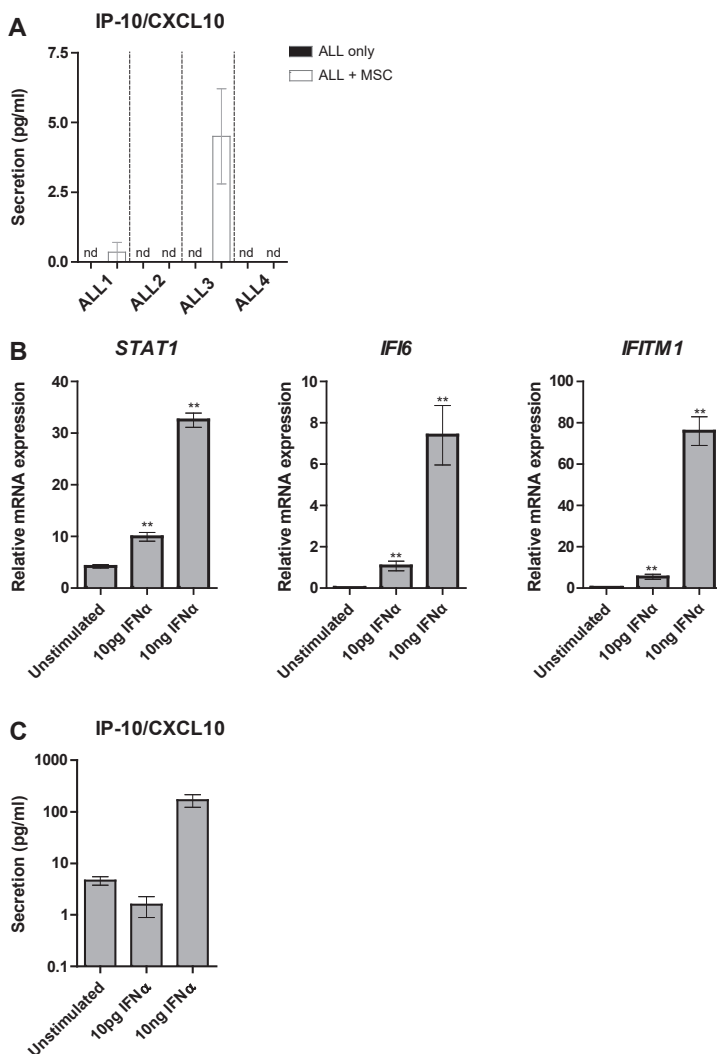 A
IP-10/CXCL10
ALL only
ALL + MSC
Secretion (pg/ml)
7.5
5.0
2.5
0.0
nd nd nd nd nd nd
ALL1 ALL2 ALL3 ALL4
B
STAT1 IFI6 IFITM1
Relative mRNA expression
40
30
20
10
0
** **
Unstimulated 10pg IFNα 10ng IFNα
Relative mRNA expression
10
8
6
4
2
0
** **
Unstimulated 10pg IFNα 10ng IFNα
Relative mRNA expression
100
80
60
40
20
0
** **
Unstimulated 10pg IFNα 10ng IFNα
C
IP-10/CXCL10
Secretion (pg/ml)
1000
100
10
1
0.1
Unstimulated 10pg IFNα 10ng IFNα